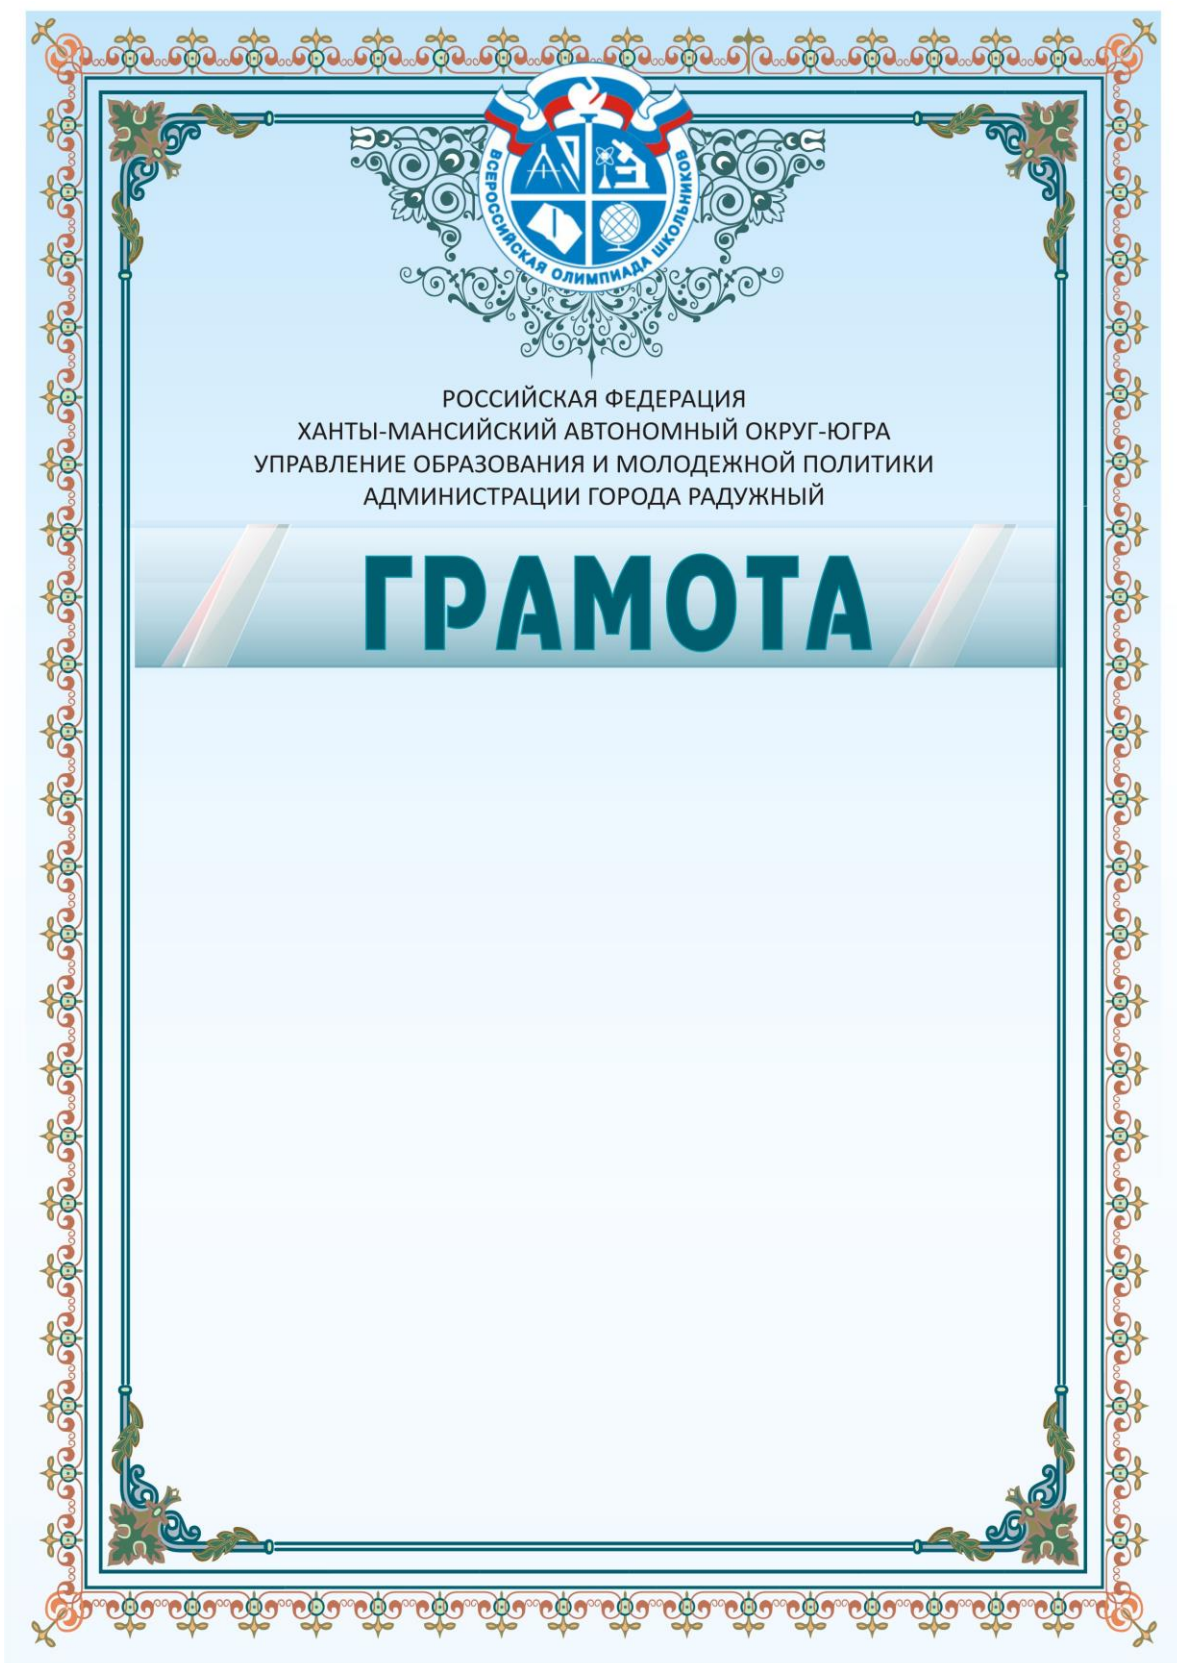 ВСЕРОССИЙСКАЯ ОЛИМПИАДА ШКОЛЬНИКОВ
РОССИЙСКАЯ ФЕДЕРАЦИЯ
ХАНТЫ-МАНСИЙСКИЙ АВТОНОМНЫЙ ОКРУГ-ЮГРА
УПРАВЛЕНИЕ ОБРАЗОВАНИЯ И МОЛОДЕЖНОЙ ПОЛИТИКИ
АДМИНИСТРАЦИИ ГОРОДА РАДУЖНЫЙ
ГРАМОТА